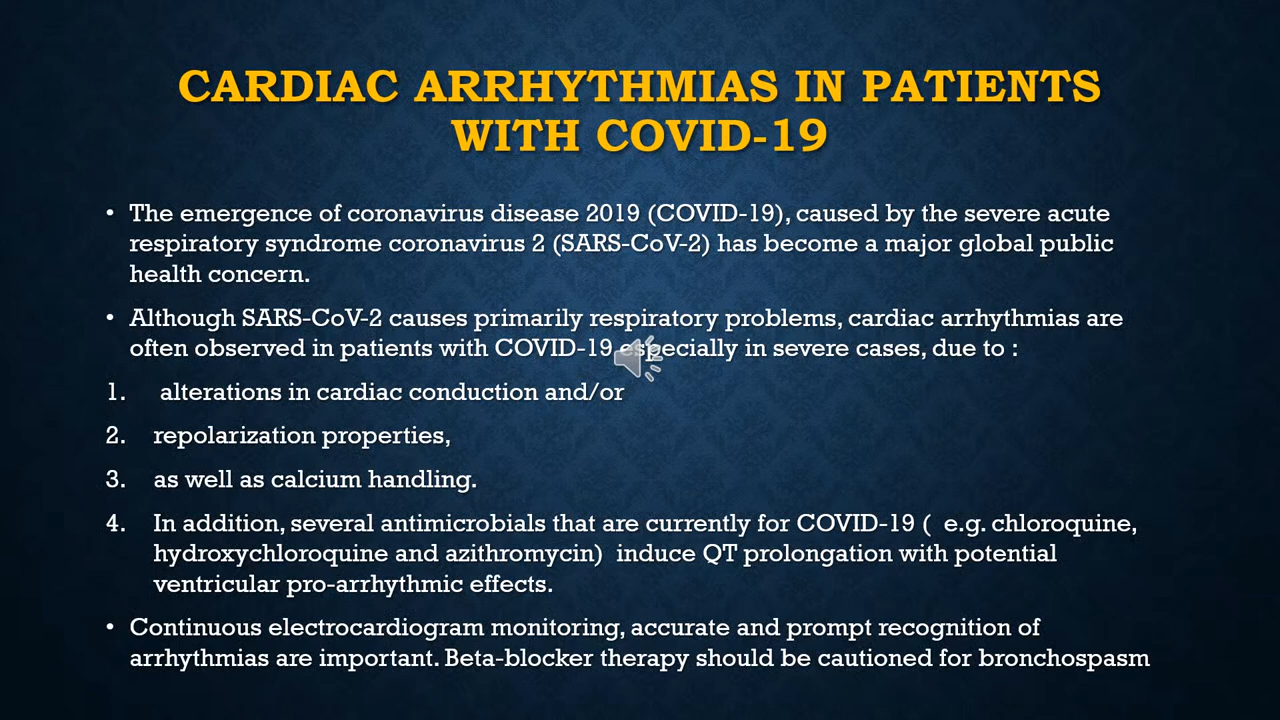 CARDIAC ARRHYTHMIAS IN PATIENTS
WITH COVID-19
• The emergence of coronavirus disease 2019 (COVID-19), caused by the severe acute
respiratory syndrome coronavirus 2 (SARS-CoV-2) has become a major global public
health concern.
• Although SARS-CoV-2 causes primarily respiratory problems, cardiac arrhythmias are
often observed in patients with COVID-19 especially in severe cases, due to :
1. alterations in cardiac conduction and/or
2. repolarization properties,
3. as well as calcium handling.
4. In addition, several antimicrobials that are currently for COVID-19 ( e.g. chloroquine,
hydroxychloroquine and azithromycin) induce QT prolongation with potential
ventricular pro-arrhythmic effects.
• Continuous electrocardiogram monitoring, accurate and prompt recognition of
arrhythmias are important. Beta-blocker therapy should be cautioned for bronchospasm